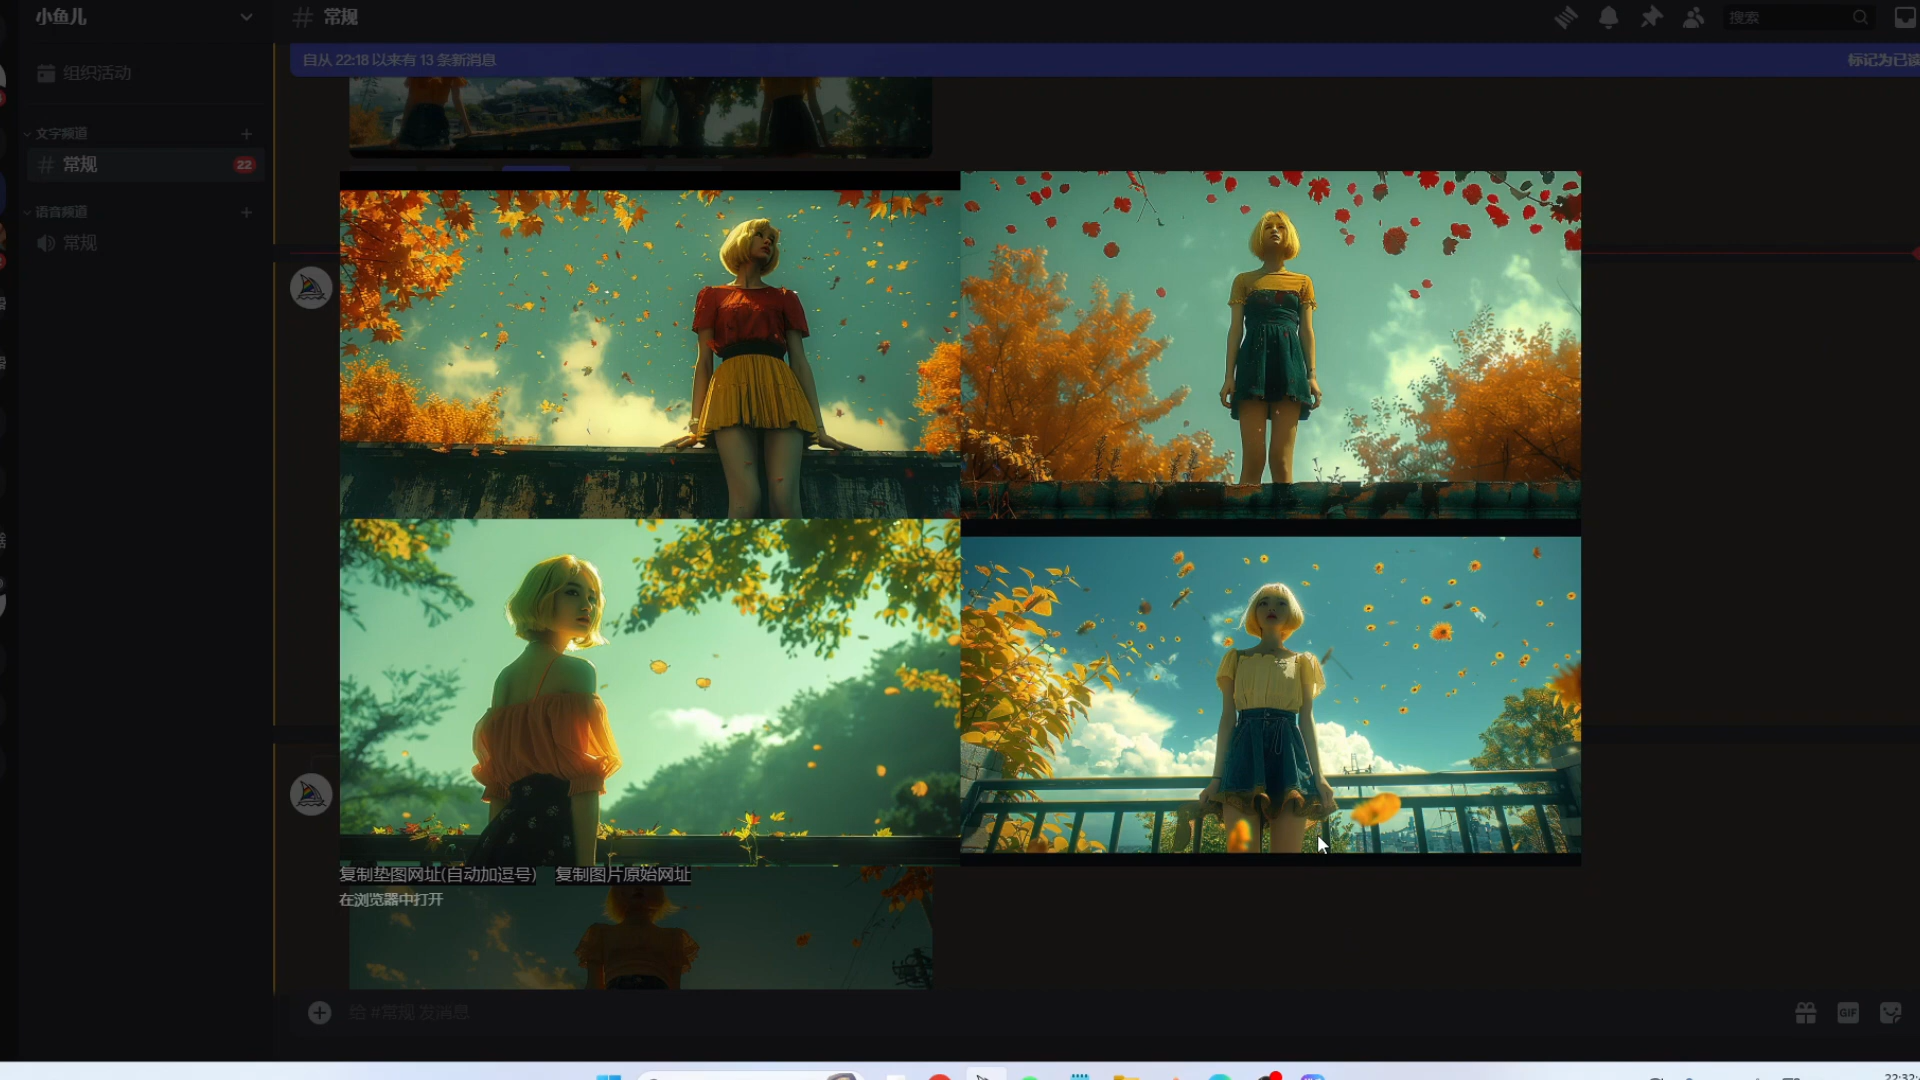 小鱼儿
# 常规
搜索
自从 22:18 以来有 13 条新消息
标记为已读
组织活动
文字频道
# 常规
22
语音频道
常规
复制垫图网址(自动加逗号)
复制图片原始网址
在浏览器中打开
给 #常规 发消息
GIF